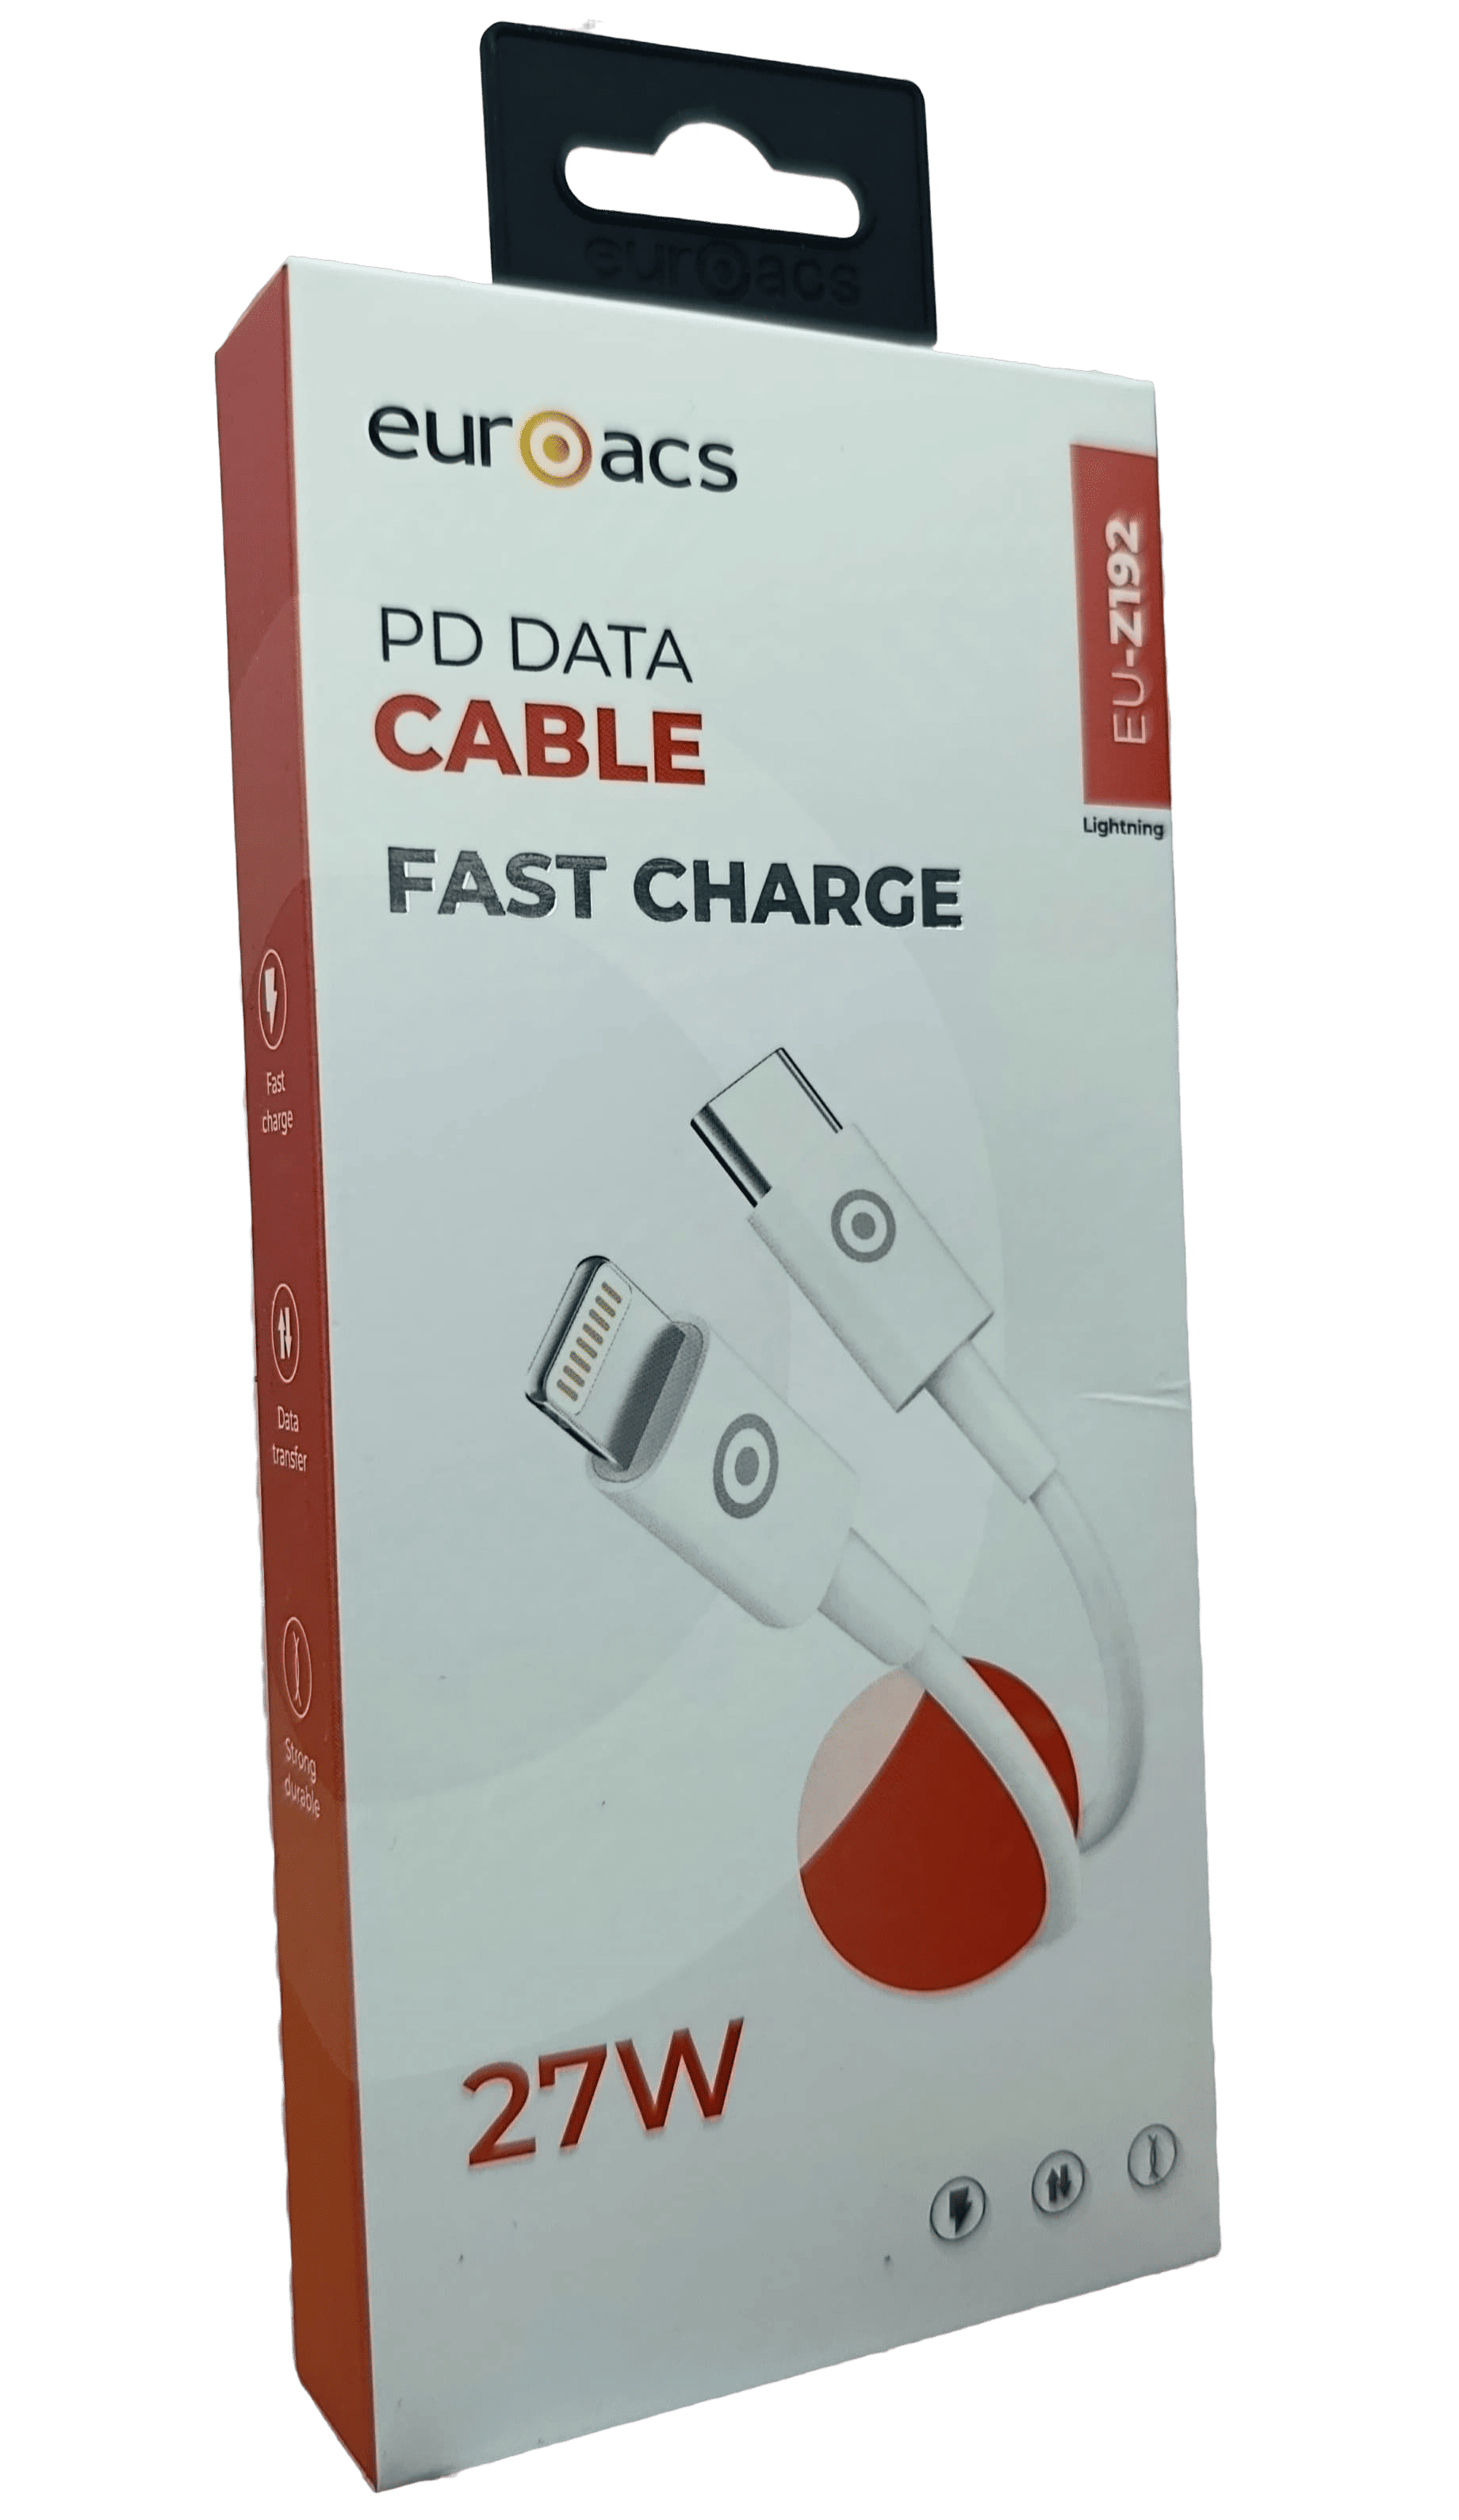 euroacs
euroacs
PD DATA
CABLE
FAST CHARGE
EU-Z192
Lightning
Fast
charge
Data
transfer
Strong
durable
27W